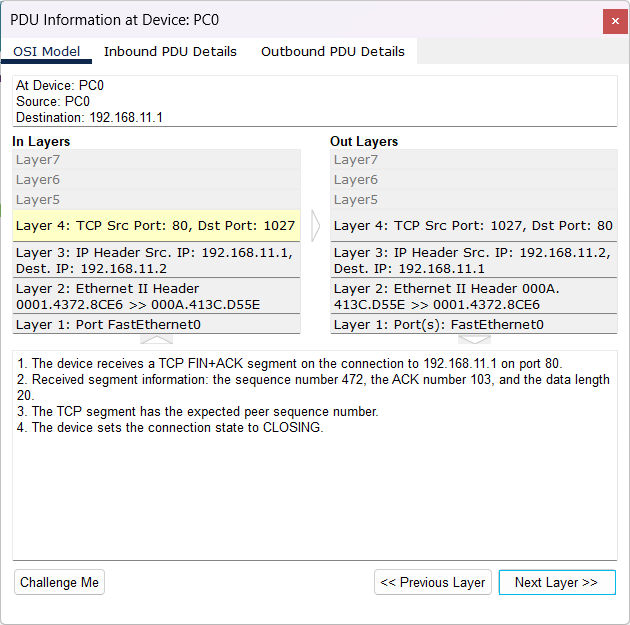 PDU Information at Device: PC0
OSI Model Inbound PDU Details Outbound PDU Details
At Device: PC0
Source: PC0
Destination: 192.168.11.1
In Layers
Layer7
Layer6
Layer5
Layer 4: TCP Src Port: 80, Dst Port: 1027
Layer 3: IP Header Src. IP: 192.168.11.1,
Dest. IP: 192.168.11.2
Layer 2: Ethernet II Header
0001.4372.8CE6 >> 000A.413C.D55E
Layer 1: Port FastEthernet0
Out Layers
Layer7
Layer6
Layer5
Layer 4: TCP Src Port: 1027, Dst Port: 80
Layer 3: IP Header Src. IP: 192.168.11.2,
Dest. IP: 192.168.11.1
Layer 2: Ethernet II Header 000A.
413C.D55E >> 0001.4372.8CE6
Layer 1: Port(s): FastEthernet0
1. The device receives a TCP FIN+ACK segment on the connection to 192.168.11.1 on port 80.
2. Received segment information: the sequence number 472, the ACK number 103, and the data length
20.
3. The TCP segment has the expected peer sequence number.
4. The device sets the connection state to CLOSING.
Challenge Me
<< Previous Layer
Next Layer >>